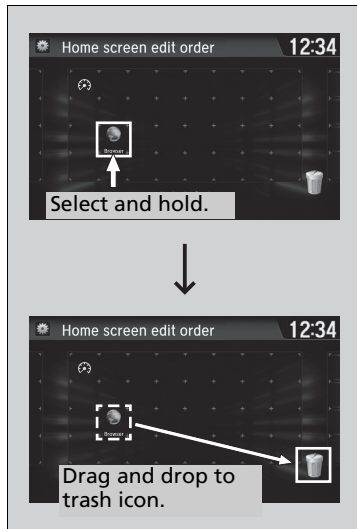 Home screen edit order
12:34
Browser
Select and hold.
Home screen edit order
12:34
Browser
Drag and drop to
trash icon.